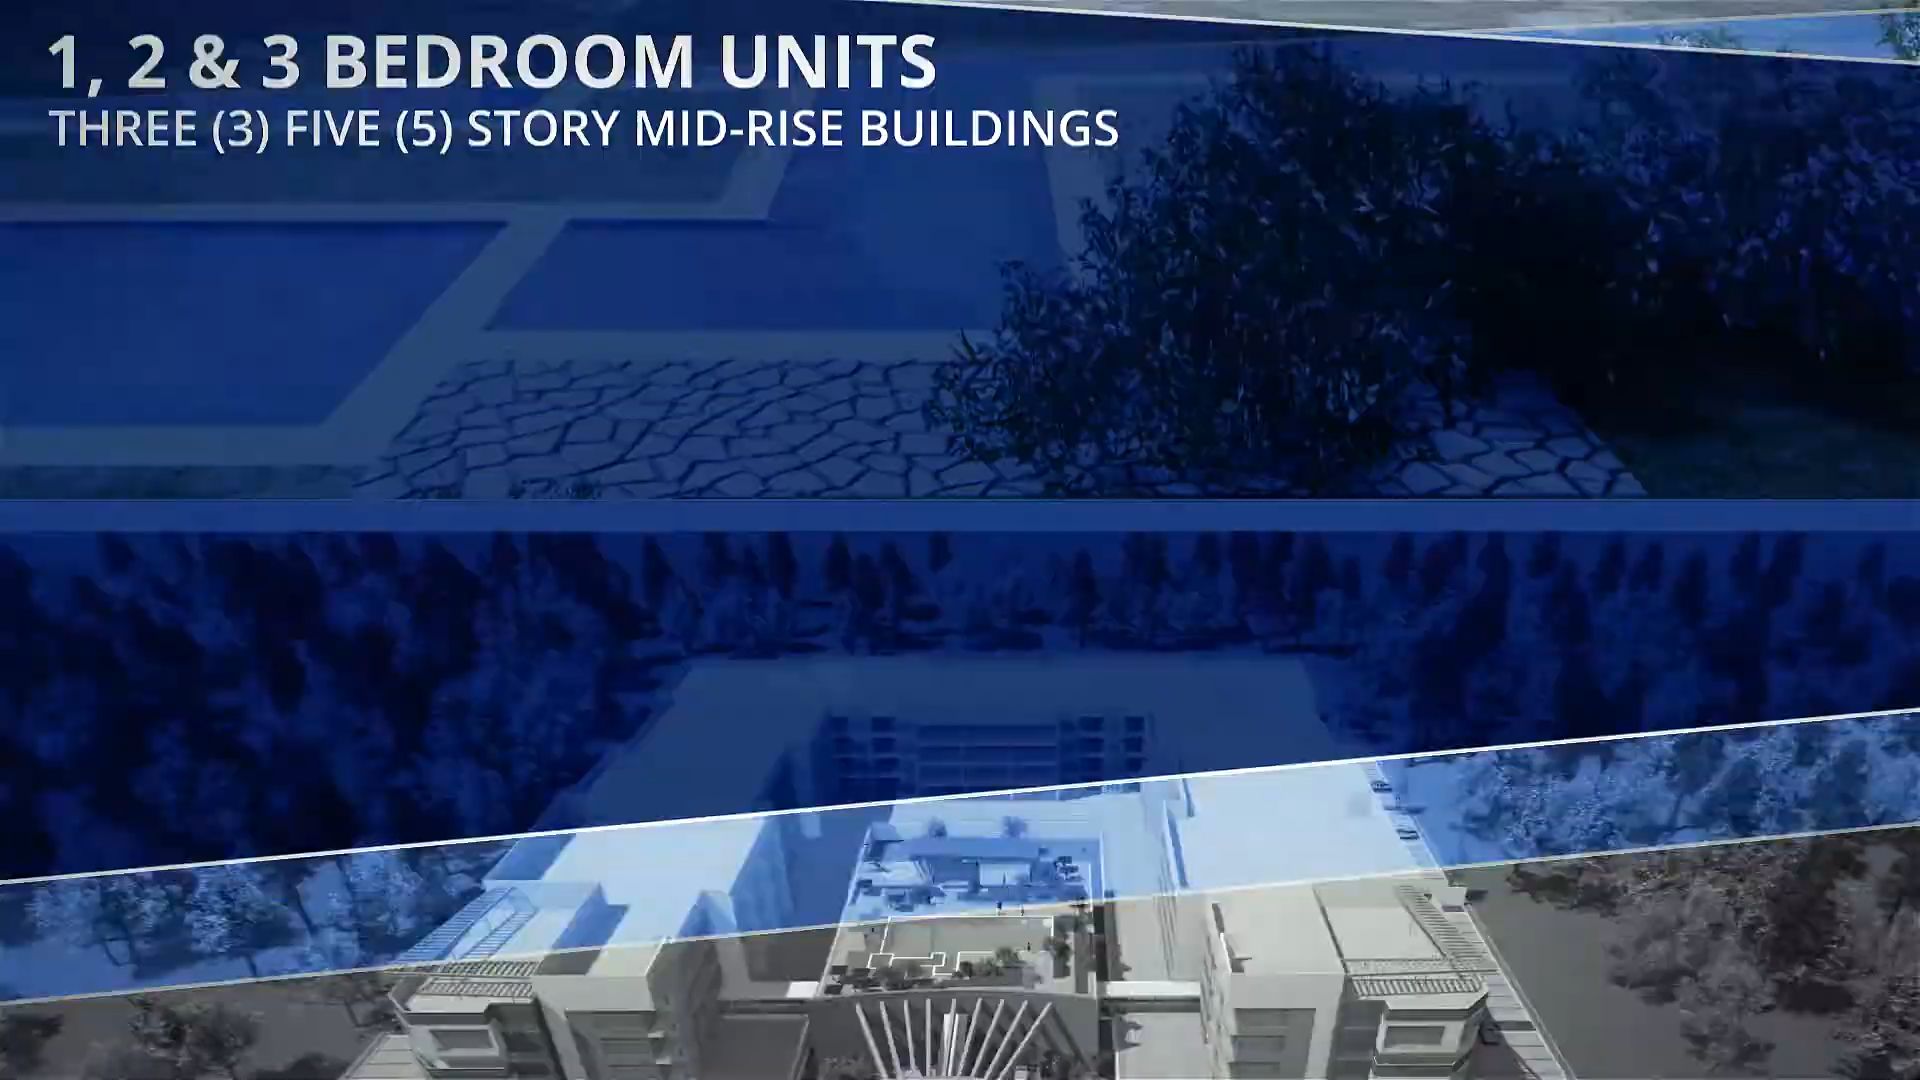 1, 2 & 3 BEDROOM UNITS
THREE (3) FIVE (5) STORY MID-RISE BUILDINGS